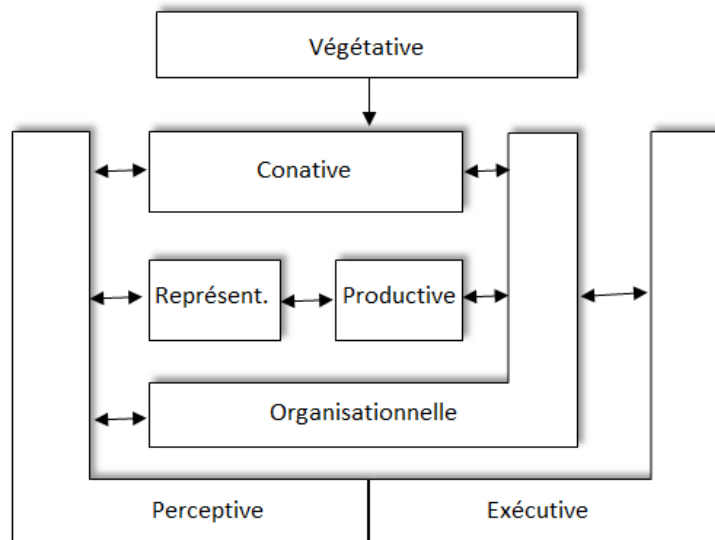 Végétative
Conative
Représent.
Productive
Organisationnelle
Perceptive
Exécutive